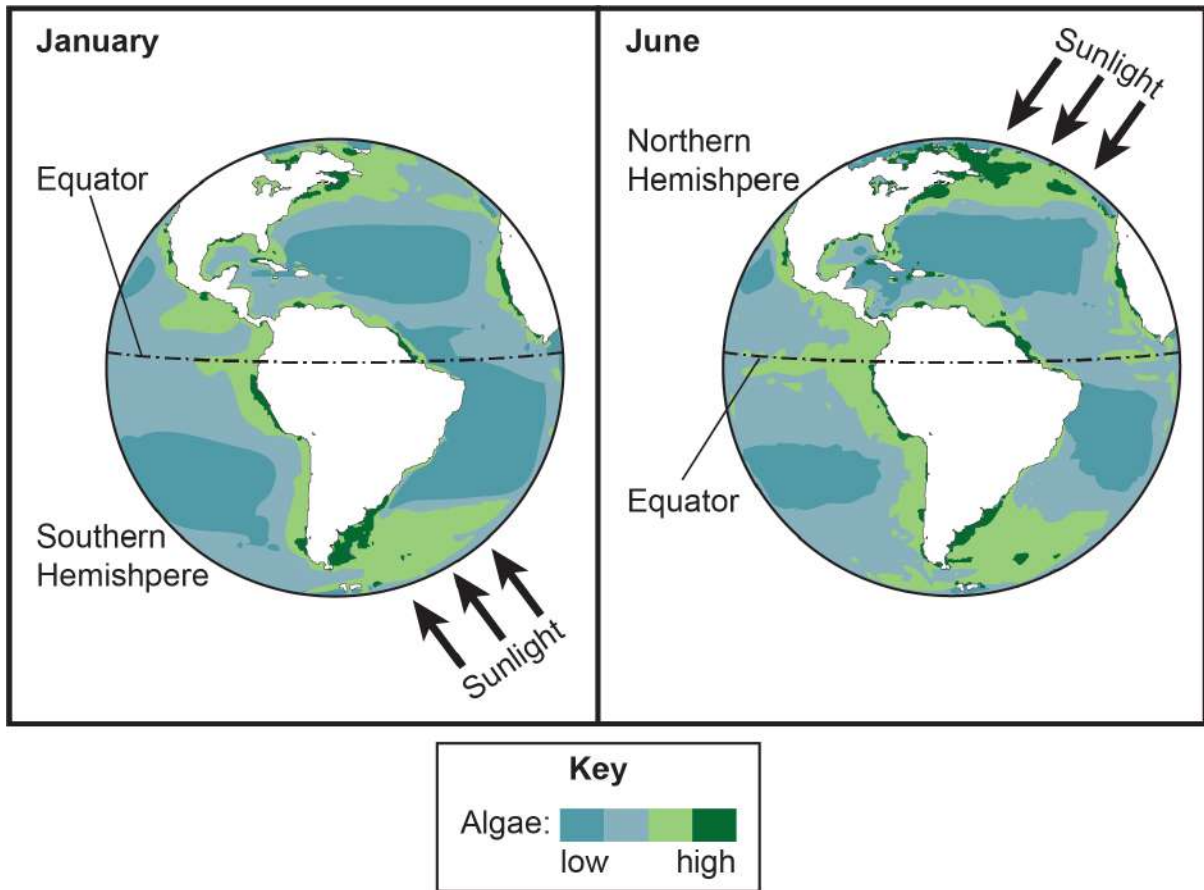 January
Equator
Southern
Hemishpere
Sunlight
June
Sunlight
Northern
Hemishpere
Equator
Key
Algae:
low high